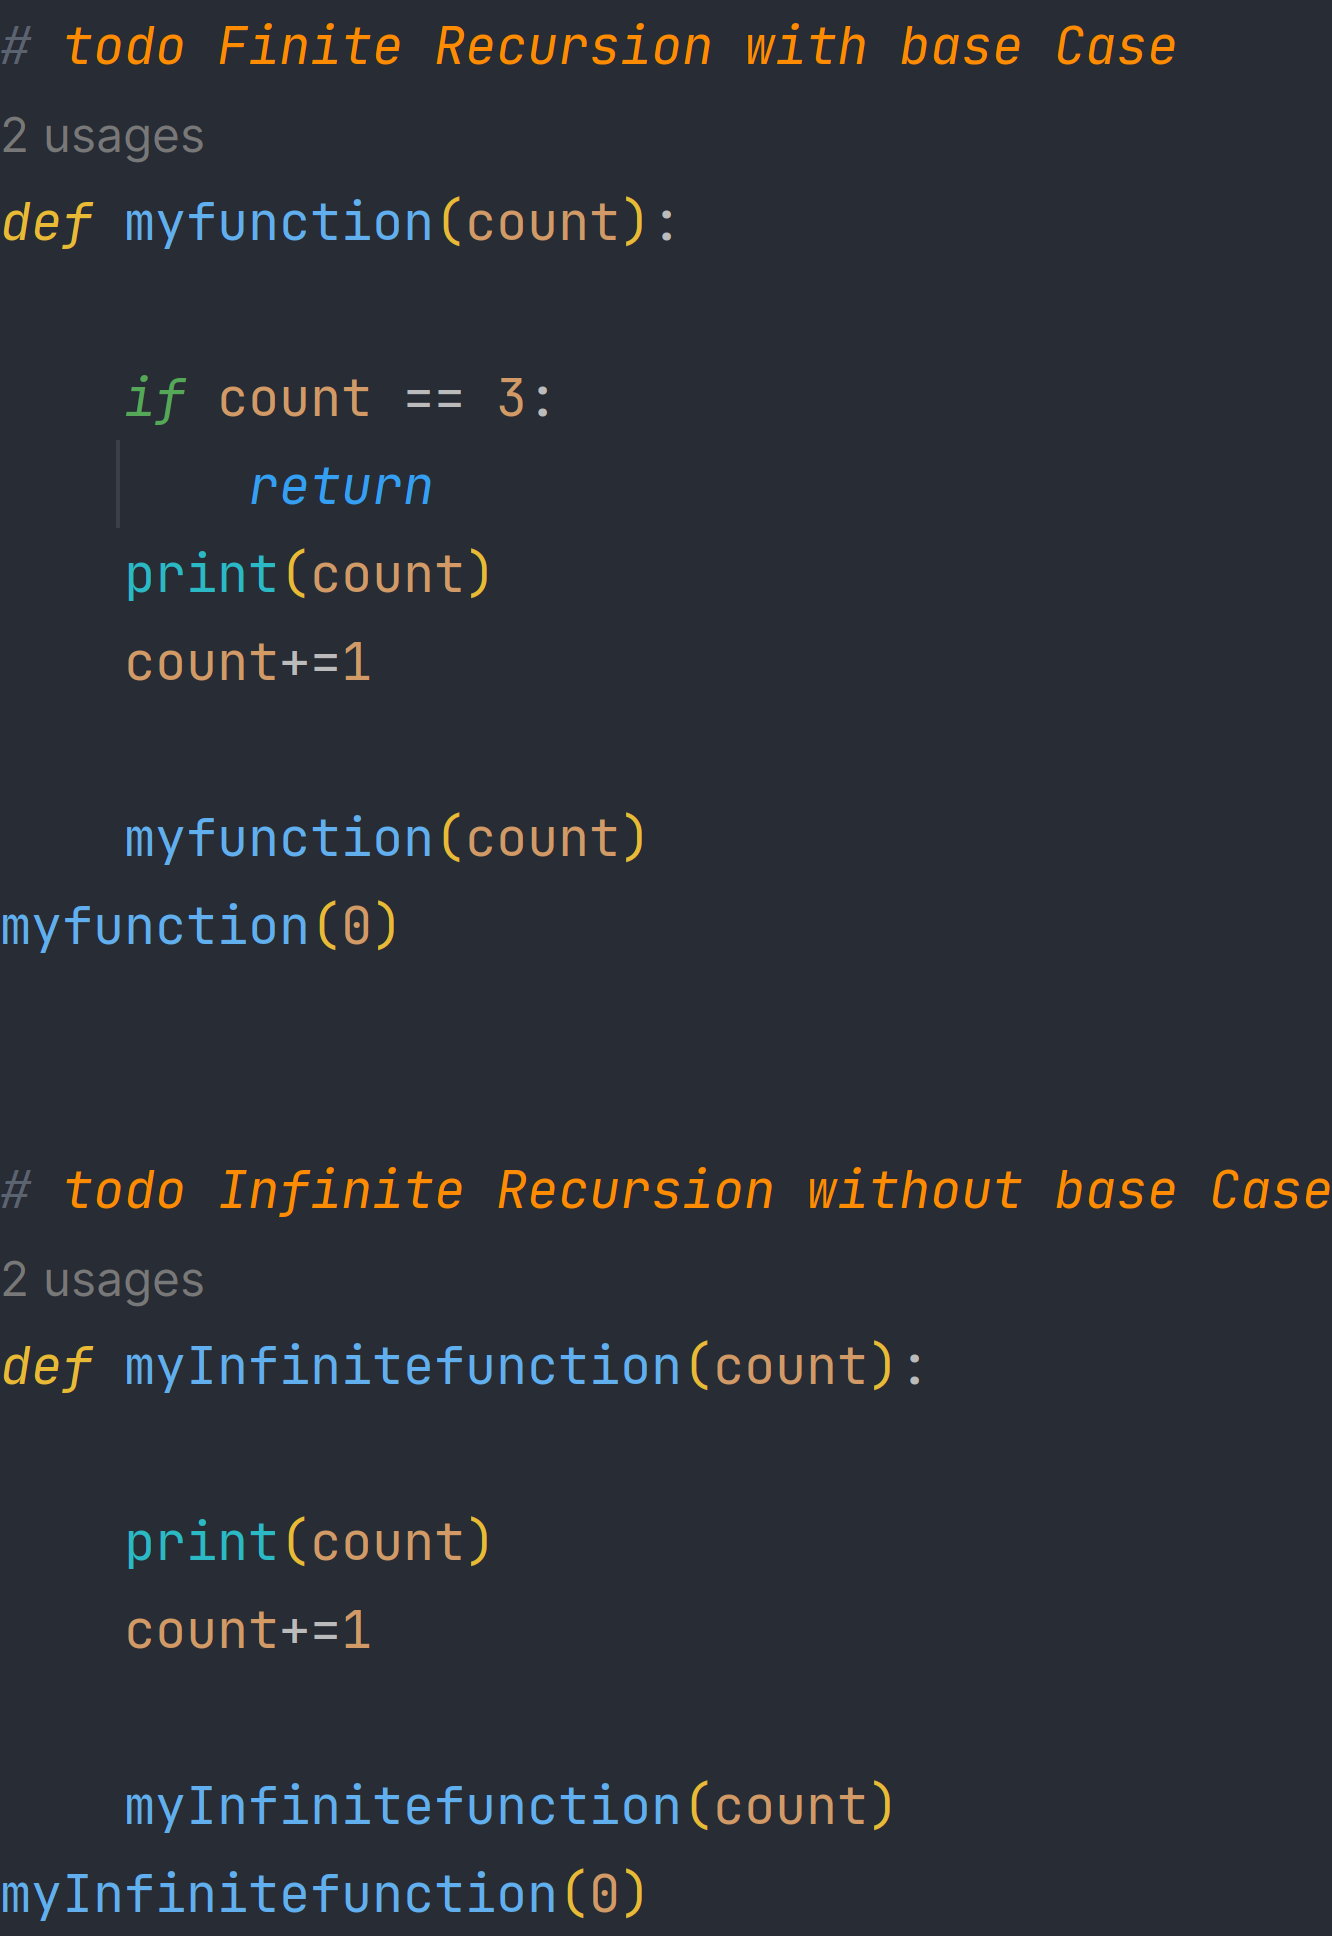 # todo Finite Recursion with base Case
2 usages
def myfunction(count):
    if count == 3:
        return
    print(count)
    count+=1
    myfunction(count)
myfunction(0)
# todo Infinite Recursion without base Case
2 usages
def myInfinitefunction(count):
    print(count)
    count+=1
    myInfinitefunction(count)
myInfinitefunction(0)